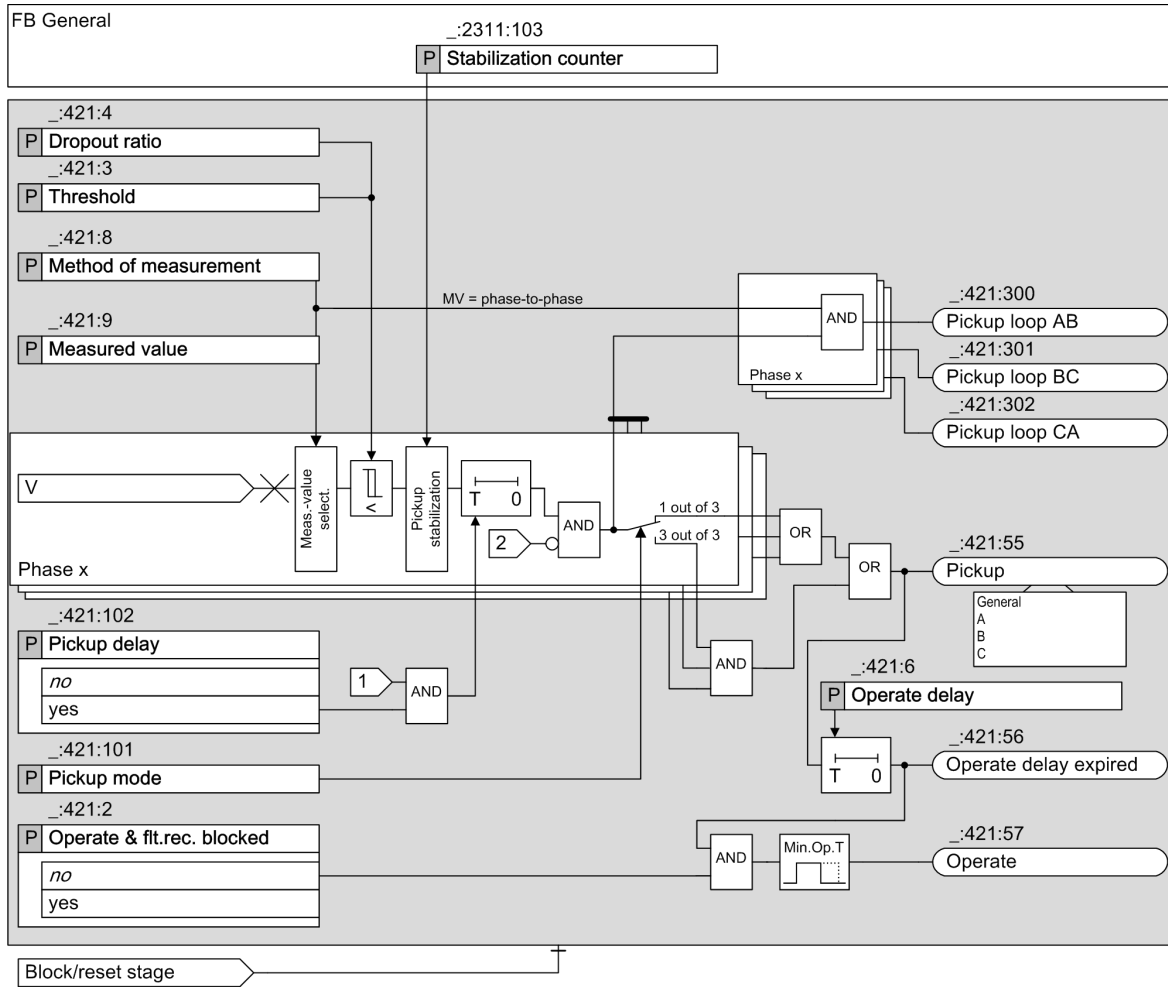 FB General
_:2311:103
P Stabilization counter
_:421:4
P Dropout ratio
_:421:3
P Threshold
_:421:8
P Method of measurement
MV = phase-to-phase
_:421:9
P Measured value
AND
Phase x
_:421:300
Pickup loop AB
_:421:301
Pickup loop BC
_:421:302
Pickup loop CA
V
Meas.-value
select.
<
Pickup
stabilization
T 0
2
AND
1 out of 3
3 out of 3
Phase x
OR
OR
_:421:55
Pickup
General
A
B
C
_:421:102
P Pickup delay
no
yes
1
AND
AND
_:421:6
P Operate delay
T 0
_:421:101
P Pickup mode
_:421:56
Operate delay expired
_:421:2
P Operate & flt.rec. blocked
no
yes
AND
Min.Op.T
_:421:57
Operate
Block/reset stage